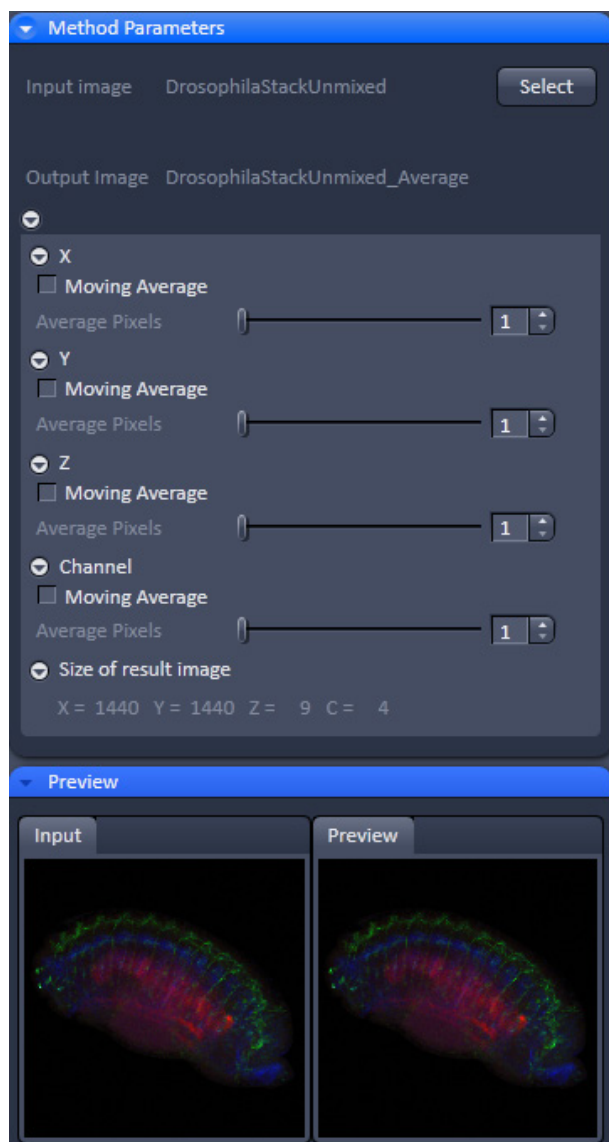 Method Parameters
Input image DrosophilaStackUnmixed Select
Output Image DrosophilaStackUnmixed_Average
X
Moving Average
Average Pixels 1
Y
Moving Average
Average Pixels 1
Z
Moving Average
Average Pixels 1
Channel
Moving Average
Average Pixels 1
Size of result image
X = 1440 Y = 1440 Z = 9 C = 4
Preview
Input Preview